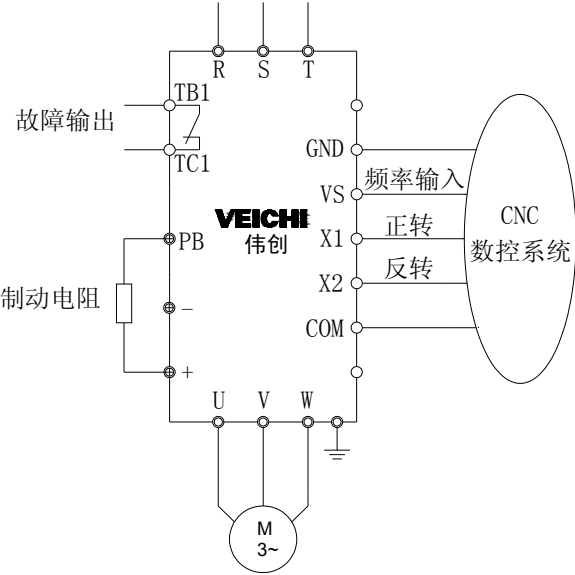 R S T
TB1
故障输出
TC1
GND
VS
频率输入
CNC
数控系统
VEICHI
伟创
X1
正转
PB
X2
反转
制动电阻
-
COM
+
U V W
M
3~